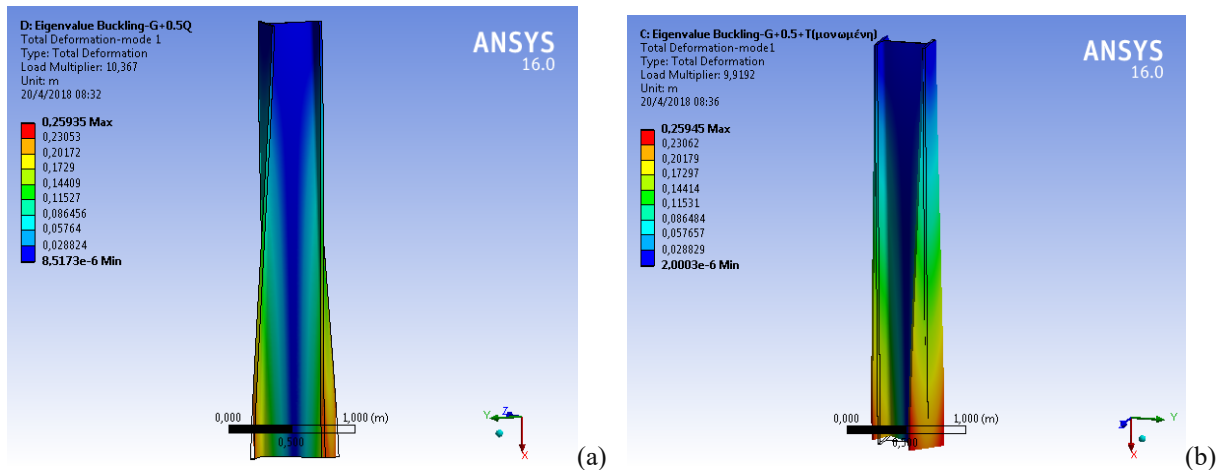 D: Eigenvalue Buckling-G+0.5Q
Total Deformation-mode 1
Type: Total Deformation
Load Multiplier: 10,367
Unit: m
20/4/2018 08:32
0,25935 Max
0,23053
0,20172
0,1729
0,14409
0,11527
0,086456
0,05764
0,028824
8,5173e-6 Min
ANSYS
16.0
0,000
1,000 (m)
0,500
Y
Z
X
(a)
C: Eigenvalue Buckling-G+0.5+T(μονωμένη)
Total Deformation-mode1
Type: Total Deformation
Load Multiplier: 9,9192
Unit: m
20/4/2018 08:36
0,25945 Max
0,23062
0,20179
0,17297
0,14414
0,11531
0,086484
0,057657
0,028829
2,0003e-6 Min
ANSYS
16.0
0,000
1,000 (m)
0,500
Y
X
(b)